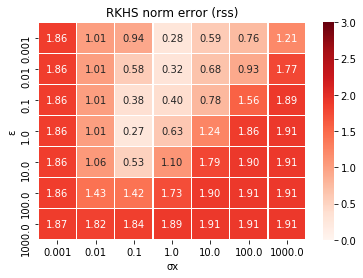 RKHS norm error (rss)
0.001 1.86 1.01 0.94 0.28 0.59 0.76 1.21
0.01 1.86 1.01 0.58 0.32 0.68 0.93 1.77
0.1 1.86 1.01 0.38 0.40 0.78 1.56 1.89
1.0 1.86 1.01 0.27 0.63 1.24 1.86 1.91
10.0 1.86 1.06 0.53 1.10 1.79 1.90 1.91
100.0 1.86 1.43 1.42 1.73 1.90 1.91 1.91
1000.0 1.87 1.82 1.84 1.89 1.91 1.91 1.91
0.001 0.01 0.1 1.0 10.0 100.0 1000.0
σx
ε
3.0
2.5
2.0
1.5
1.0
0.5
0.0